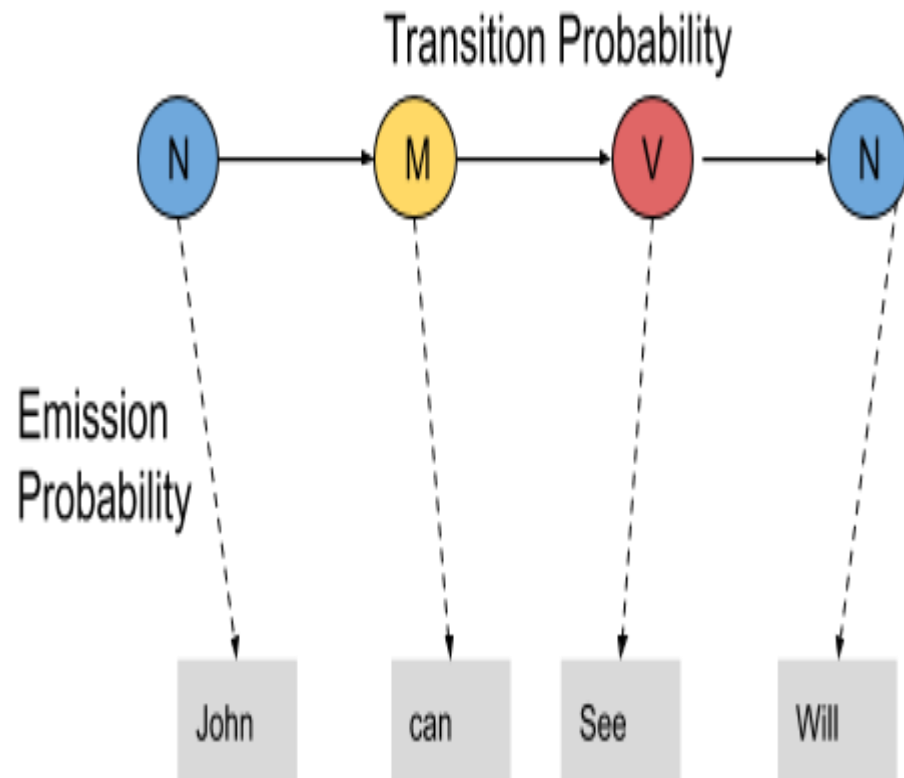 Transition Probability
N M V N
Emission
Probability
John can See Will